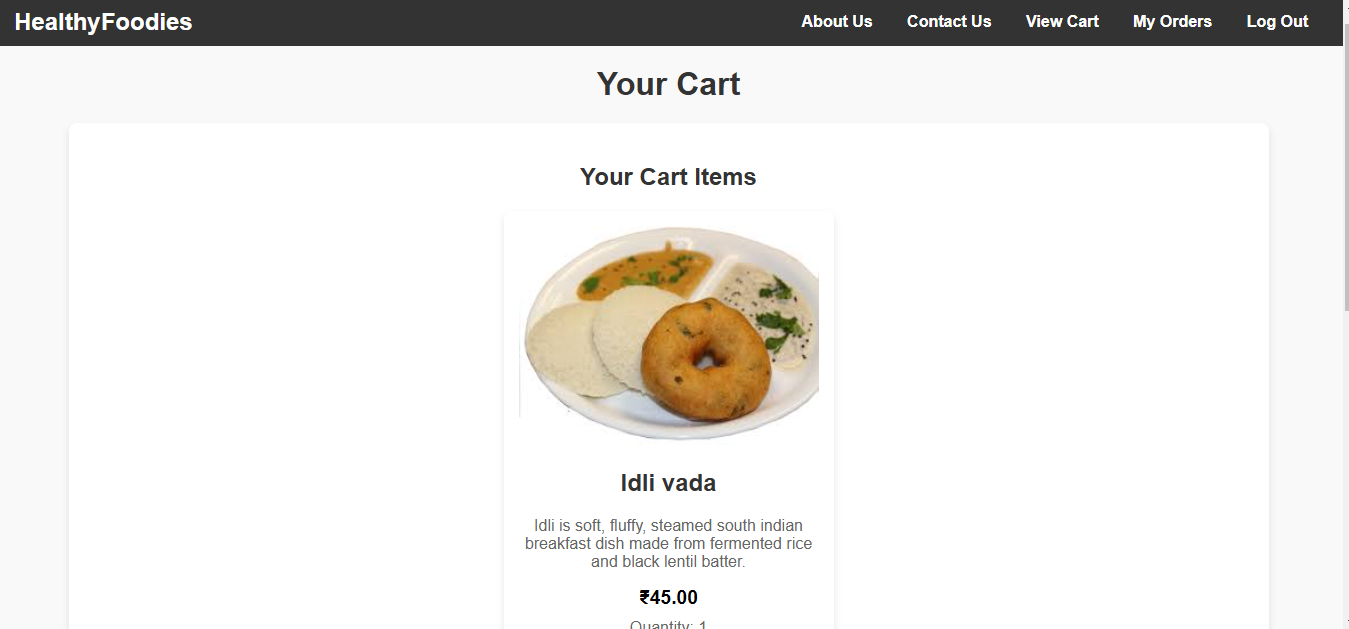 HealthyFoodies
About Us
Contact Us
View Cart
My Orders
Log Out
Your Cart
Your Cart Items
Idli vada
Idli is soft, fluffy, steamed south indian
breakfast dish made from fermented rice
and black lentil batter.
₹45.00
Quantity: 1